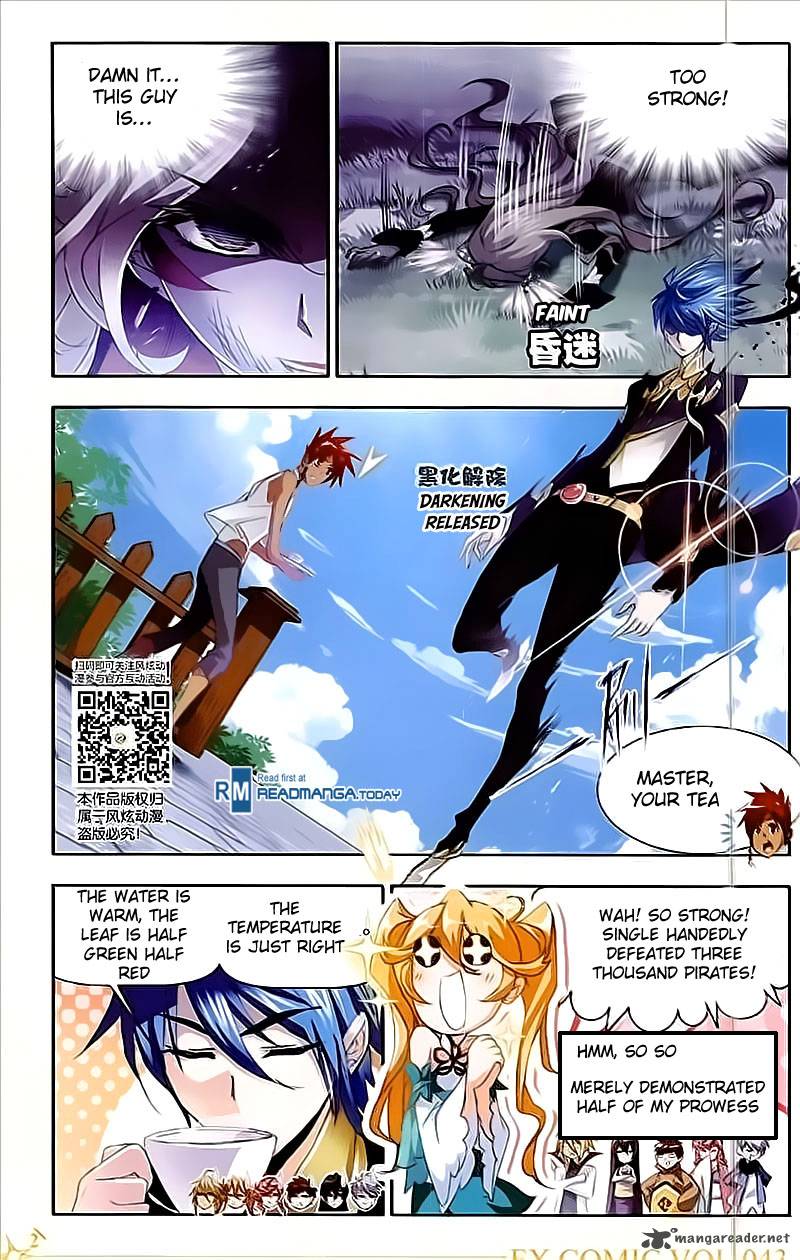 DAMN IT...
THIS GUY
IS...
TOO
STRONG!
FAINT
昏迷
黑化解除
DARKENING
RELEASED
扫码即可关注风炫动
漫参与官方互动活动.
本作品版权归
属于风炫动漫
盗版必究!
RM Read first at
READMANGA.TODAY
MASTER,
YOUR TEA
THE WATER IS
WARM, THE
LEAF IS HALF
GREEN HALF
RED
THE
TEMPERATURE
IS JUST RIGHT
WAH! SO STRONG!
SINGLE HANDEDLY
DEFEATED THREE
THOUSAND PIRATES!
HMM, SO SO
MERELY DEMONSTRATED
HALF OF MY PROWESS
2
mangareader.net